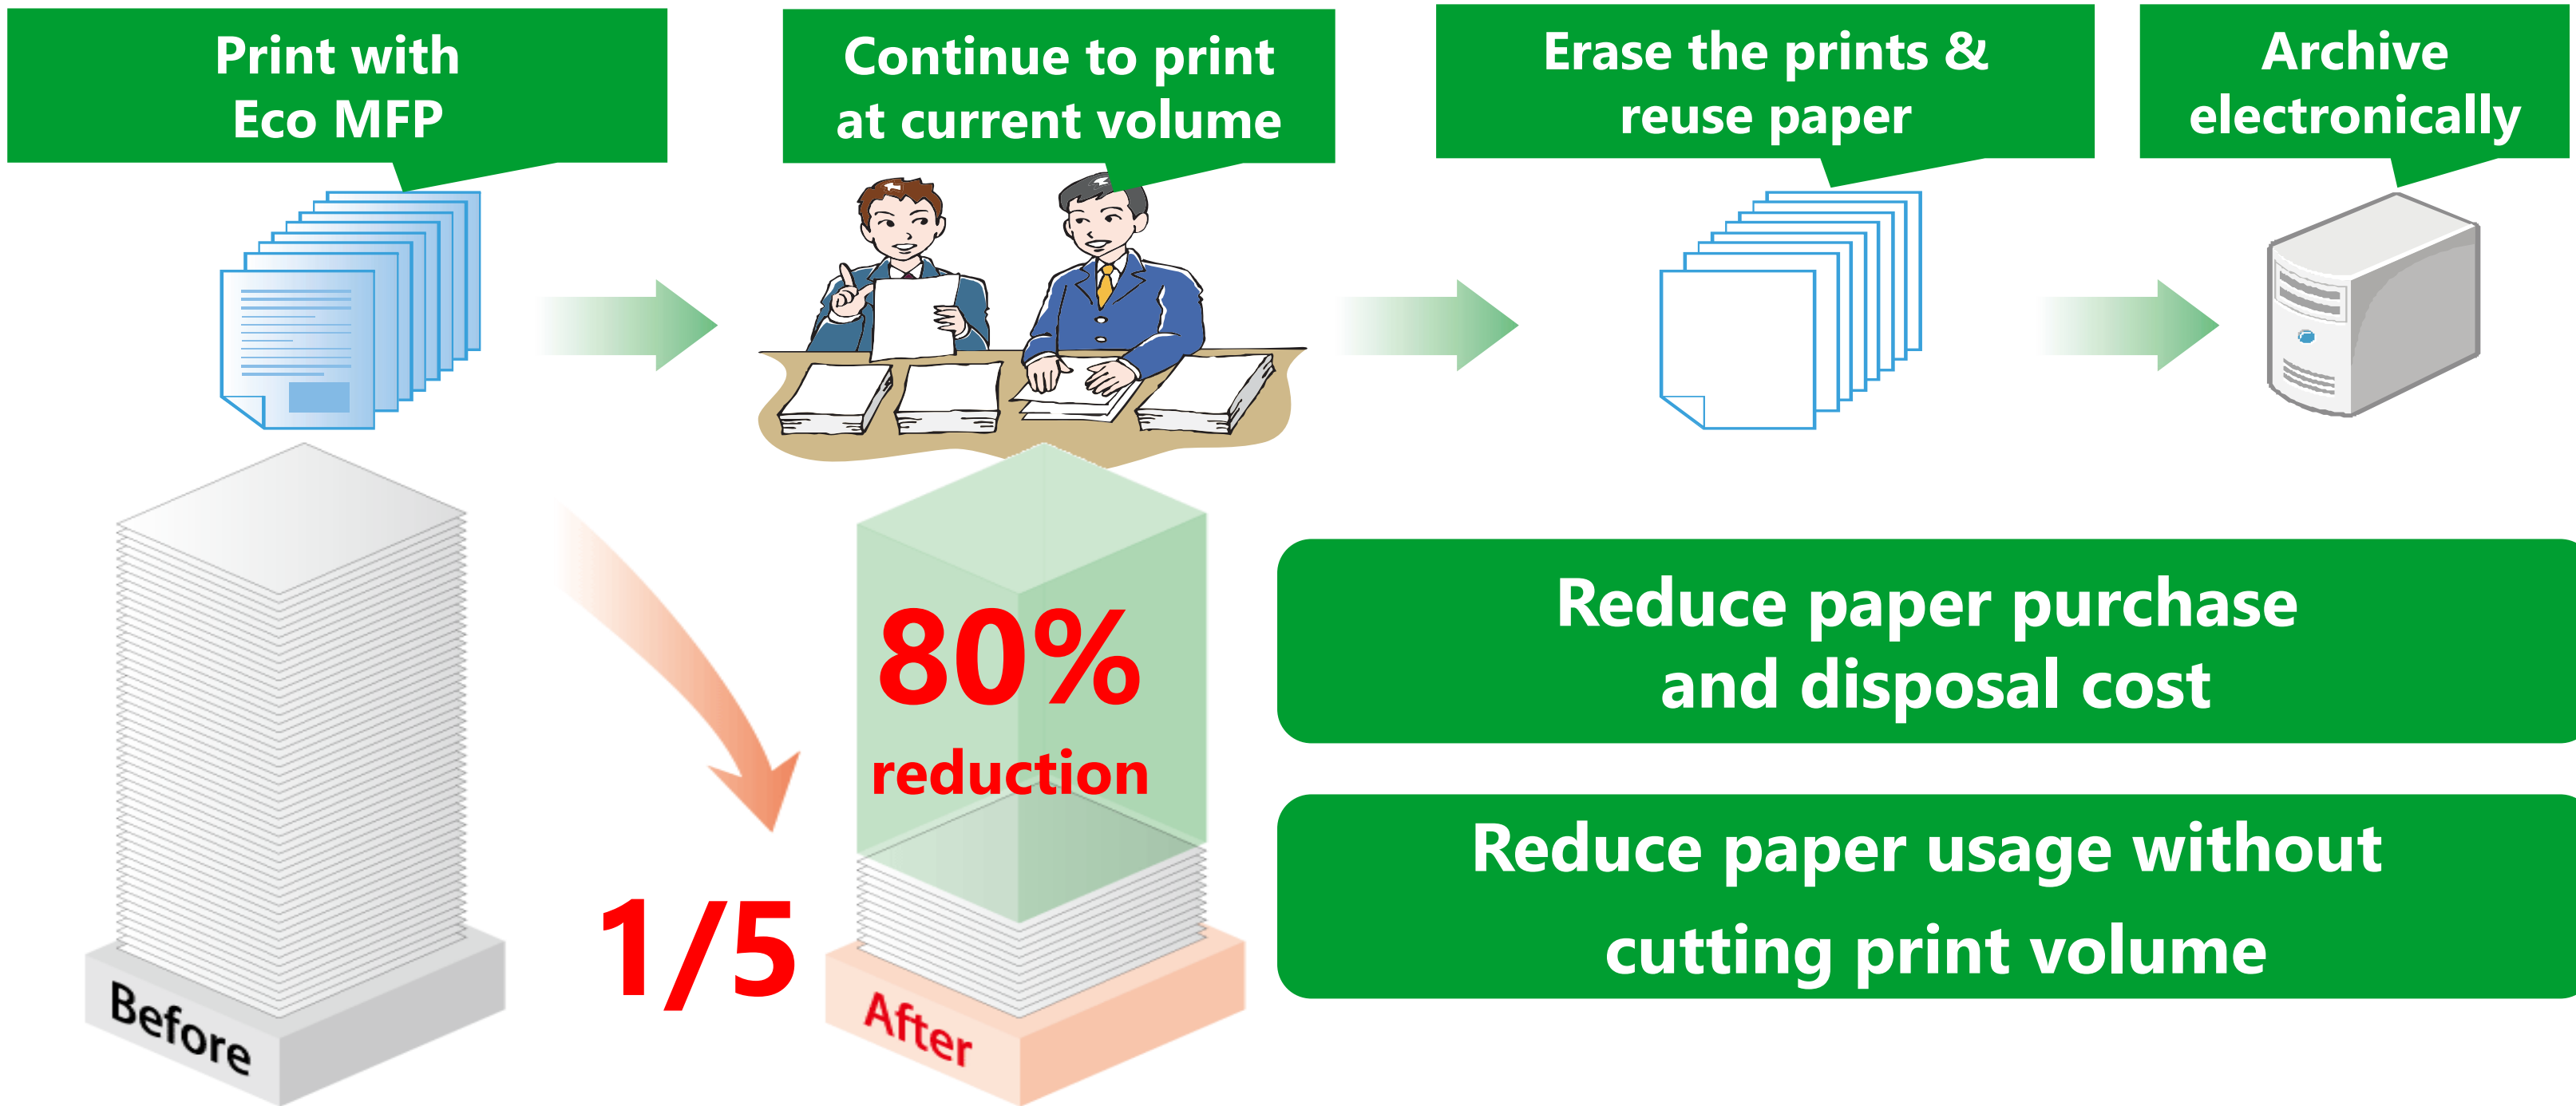 Print with
Eco MFP
Continue to print
at current volume
Erase the prints &
reuse paper
Archive
electronically
80%
reduction
1/5
Before
After
Reduce paper purchase
and disposal cost
Reduce paper usage without
cutting print volume